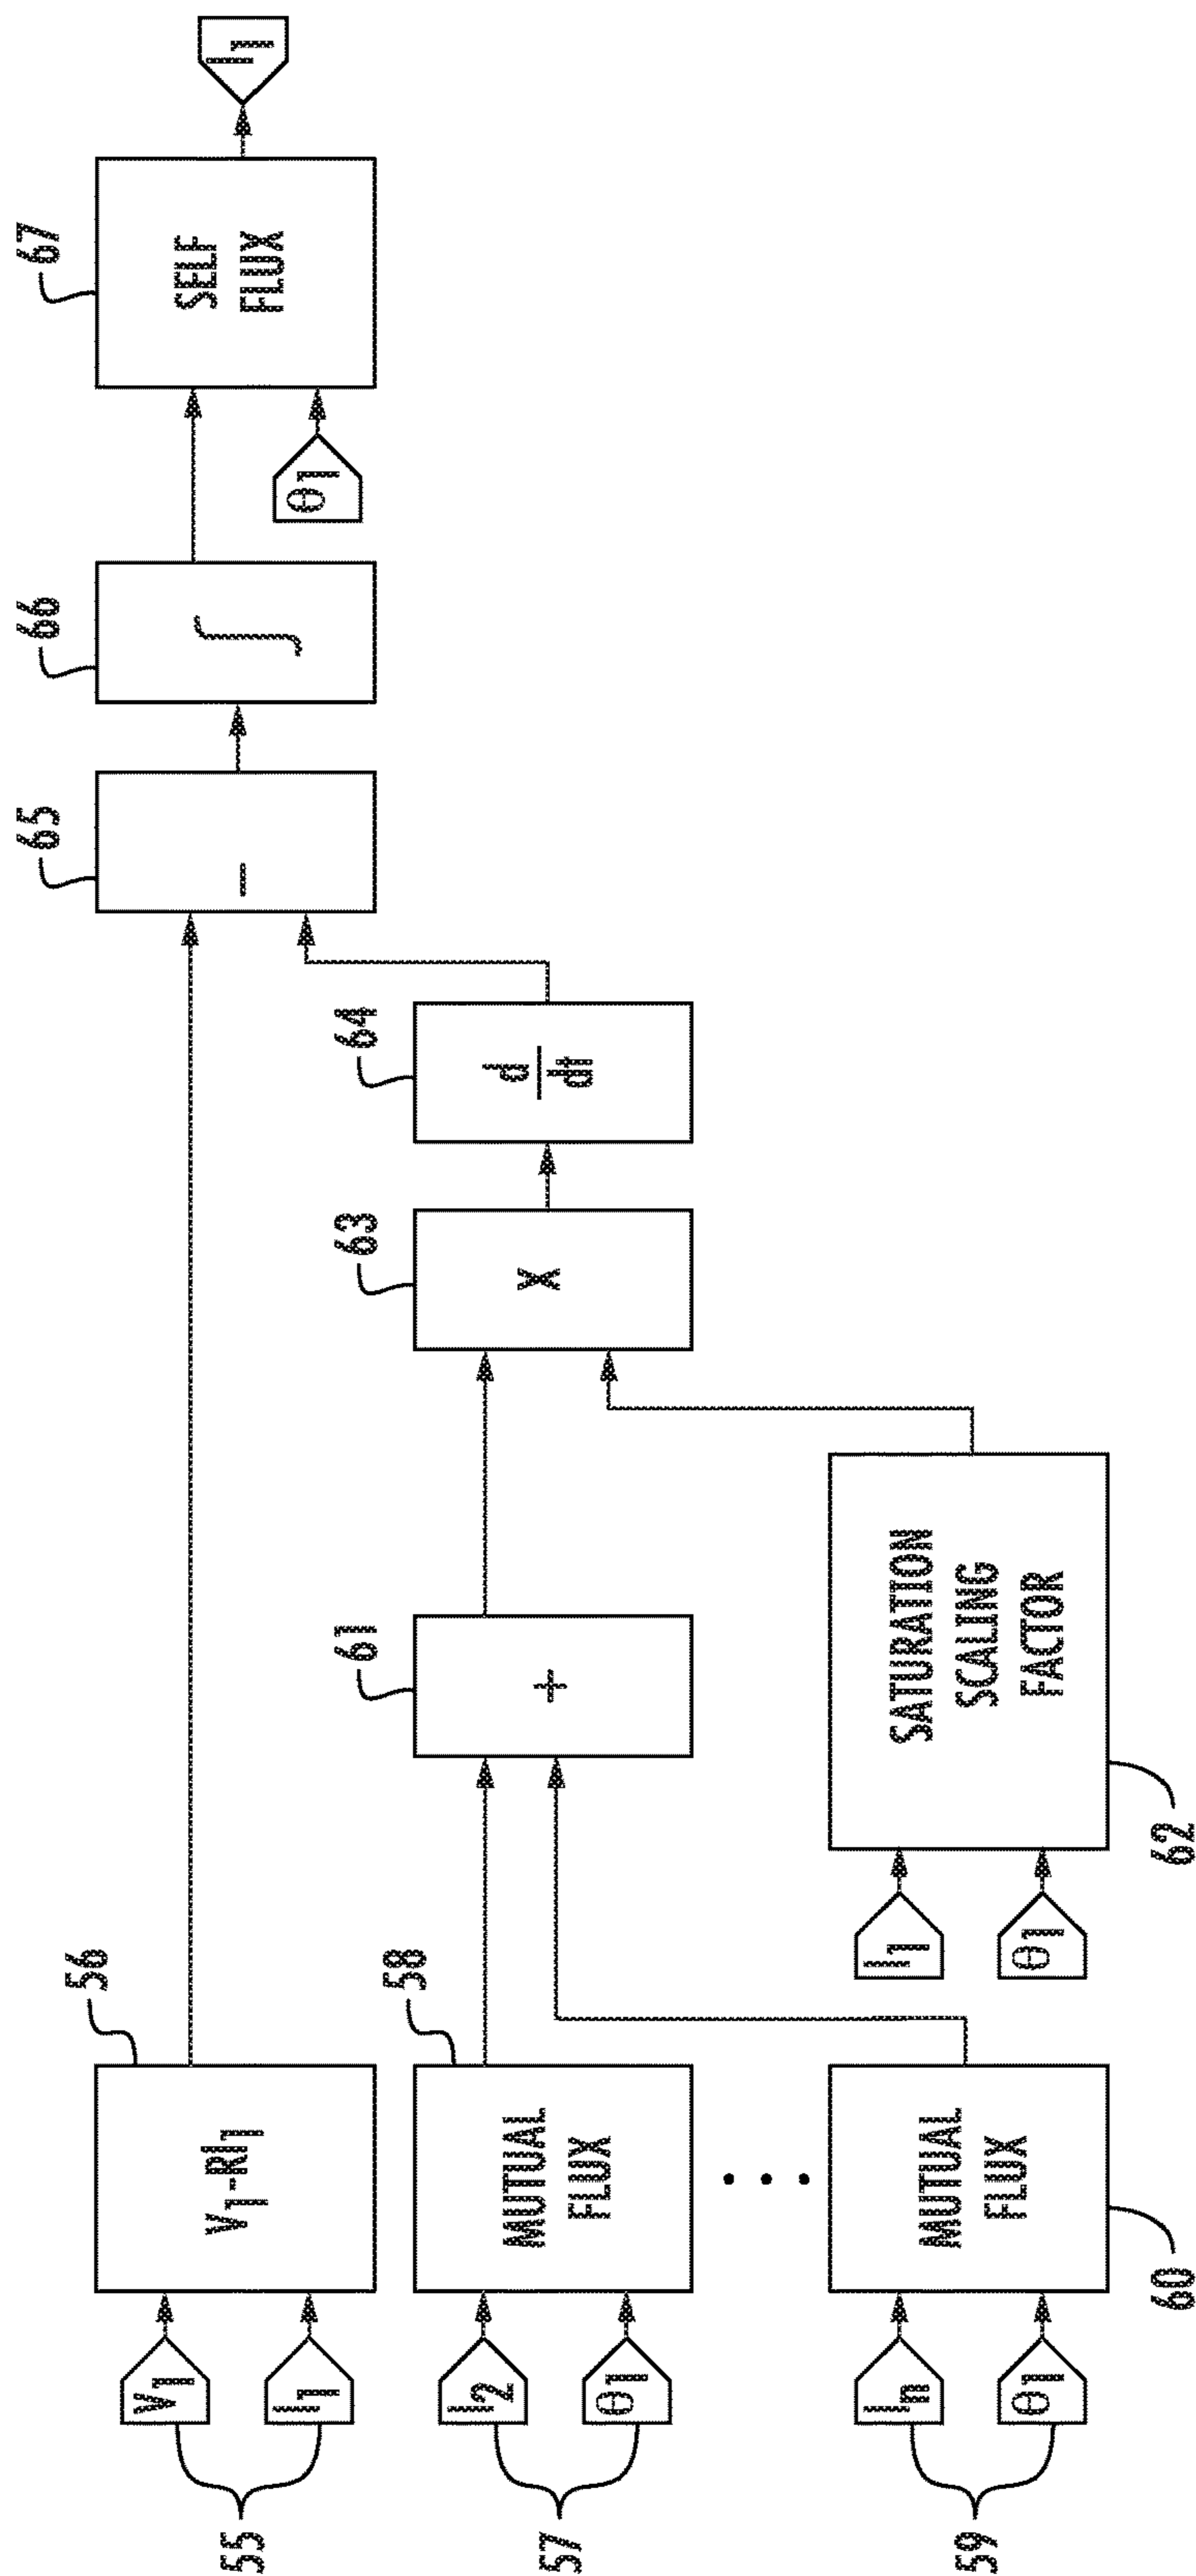 55
V1
I1
V1-RI1
56
57
I2
θ1
MUTUAL
FLUX
58
59
In
θ1
MUTUAL
FLUX
60
+
61
I1
θ1
SATURATION
SCALING
FACTOR
62
X
63
d
dt
64
–
65
∫
66
θ1
SELF
FLUX
67
I1